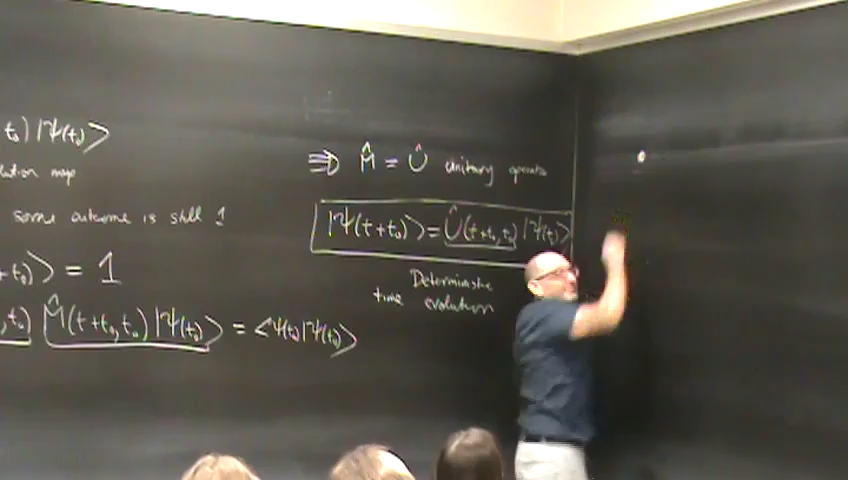 t₀)|Ψ(t₀)⟩
lution map
some outcome is still 1
+t₀)⟩ = 1
,t₀) M̂(t+t₀,t₀)|Ψ(t₀)⟩ = ⟨Ψ(t₀)|Ψ(t₀)⟩
⇒ M̂ = Û unitary operator
|Ψ(t+t₀)⟩ = Û(t+t₀,t₀)|Ψ(t₀)⟩
Deterministic
time evolution